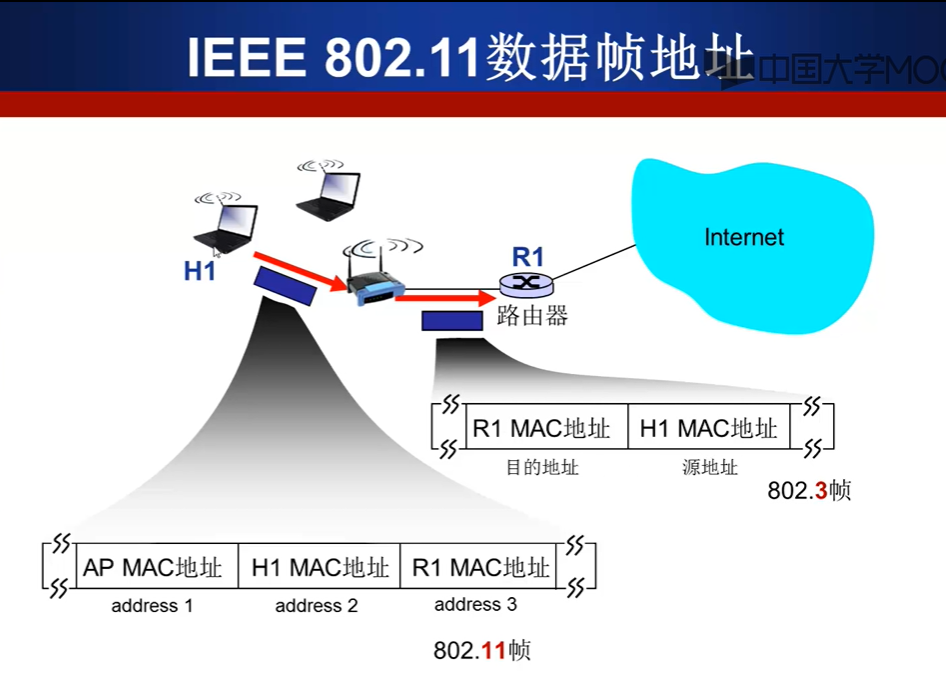 IEEE 802.11数据帧地址
中国大学MOO
H1
R1
路由器
Internet
R1 MAC地址 H1 MAC地址
目的地址 源地址
802.3帧
AP MAC地址 H1 MAC地址 R1 MAC地址
address 1 address 2 address 3
802.11帧